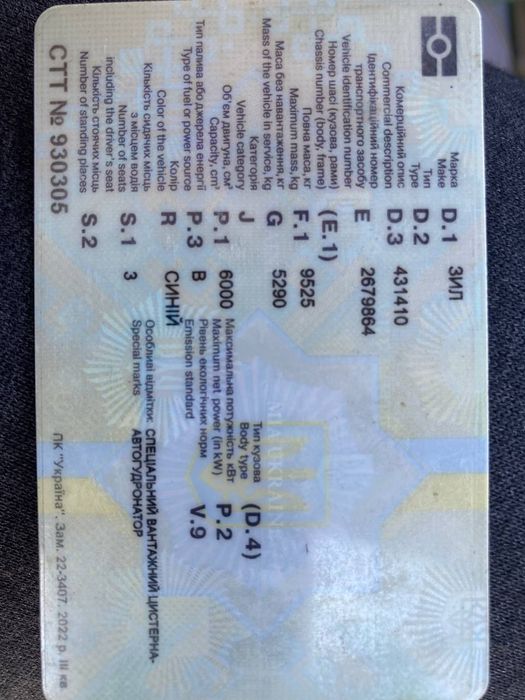 Марка
Make D.1 ЗИЛ
Тип
Type D.2
Комерційний опис
Commercial description D.3 431410
Ідентифікаційний номер
транспортного засобу
Vehicle identification number E 2679864
Номер шасі (кузова, рами)
Chassis number (body, frame) (E.1)
Повна маса, кг
Maximum mass, kg F.1 9525
Маса без навантаження, кг
Mass of the vehicle in service, kg G 5290
Категорія
Vehicle category J
Тип кузова
Body type (D.4)
Об'єм двигуна, см³
Capacity, cm³ P.1 6000
Максимальна потужність кВт
Maximum net power (in kW) P.2
Тип палива або джерела енергії
Type of fuel or power source P.3 B
Рівень екологічних норм
Emission standard V.9
Колір
Color of the vehicle R СИНІЙ
Кількість сидячих місць
з місцем водія
Number of seats
including the driver's seat S.1 3
Кількість стоячих місць
Number of standing places S.2
Особливі відмітки: СПЕЦІАЛЬНИЙ ВАНТАЖНИЙ ЦИСТЕРНА-
Special marks АВТОГУДРОНАТОР
СТТ № 930305
ПК "Україна". Зам. 22-3407. 2022 р. III кв.